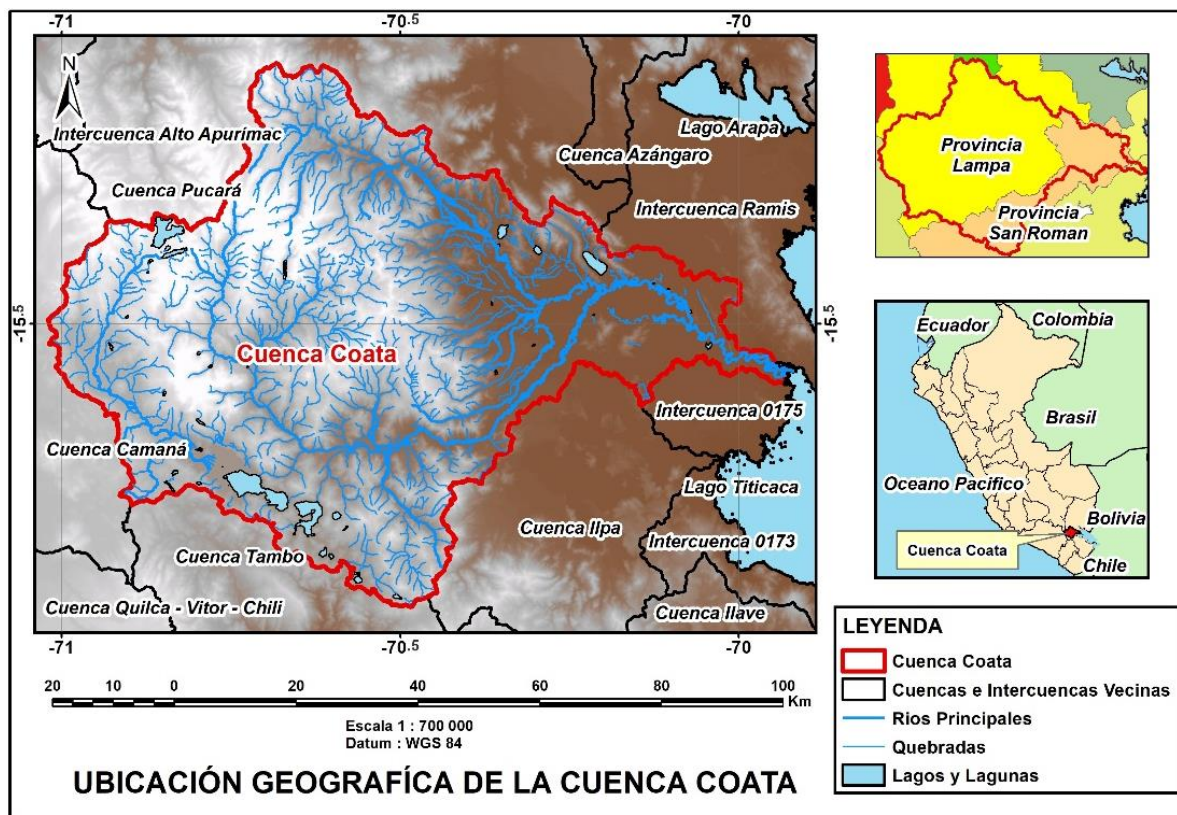 -71
-70.5
-70
N
Intercuenca Alto Apurímac
Lago Arapa
Cuenca Azángaro
Cuenca Pucará
Intercuenca Ramis
-15.5
-15.5
Cuenca Coata
Intercuenca 0175
Cuenca Camaná
Lago Titicaca
Cuenca Ilpa
Intercuenca 0173
Cuenca Tambo
Cuenca Quilca - Vitor - Chili
Cuenca Ilave
-71
-70.5
-70
20
10
0
20
40
60
80
100
Km
Escala 1 : 700 000
Datum : WGS 84
UBICACIÓN GEOGRAFÍCA DE LA CUENCA COATA
Provincia
Lampa
Provincia
San Roman
Ecuador
Colombia
Brasil
Oceano Pacifico
Bolivia
Cuenca Coata
Chile
LEYENDA
Cuenca Coata
Cuencas e Intercuencas Vecinas
Rios Principales
Quebradas
Lagos y Lagunas